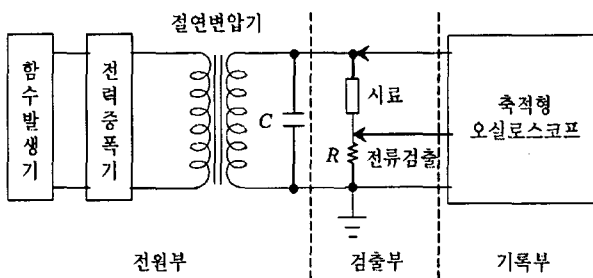 절연변압기
함수발생기
전력증폭기
C
시료
R
전류검출
축적형
오실로스코프
전원부
검출부
기록부